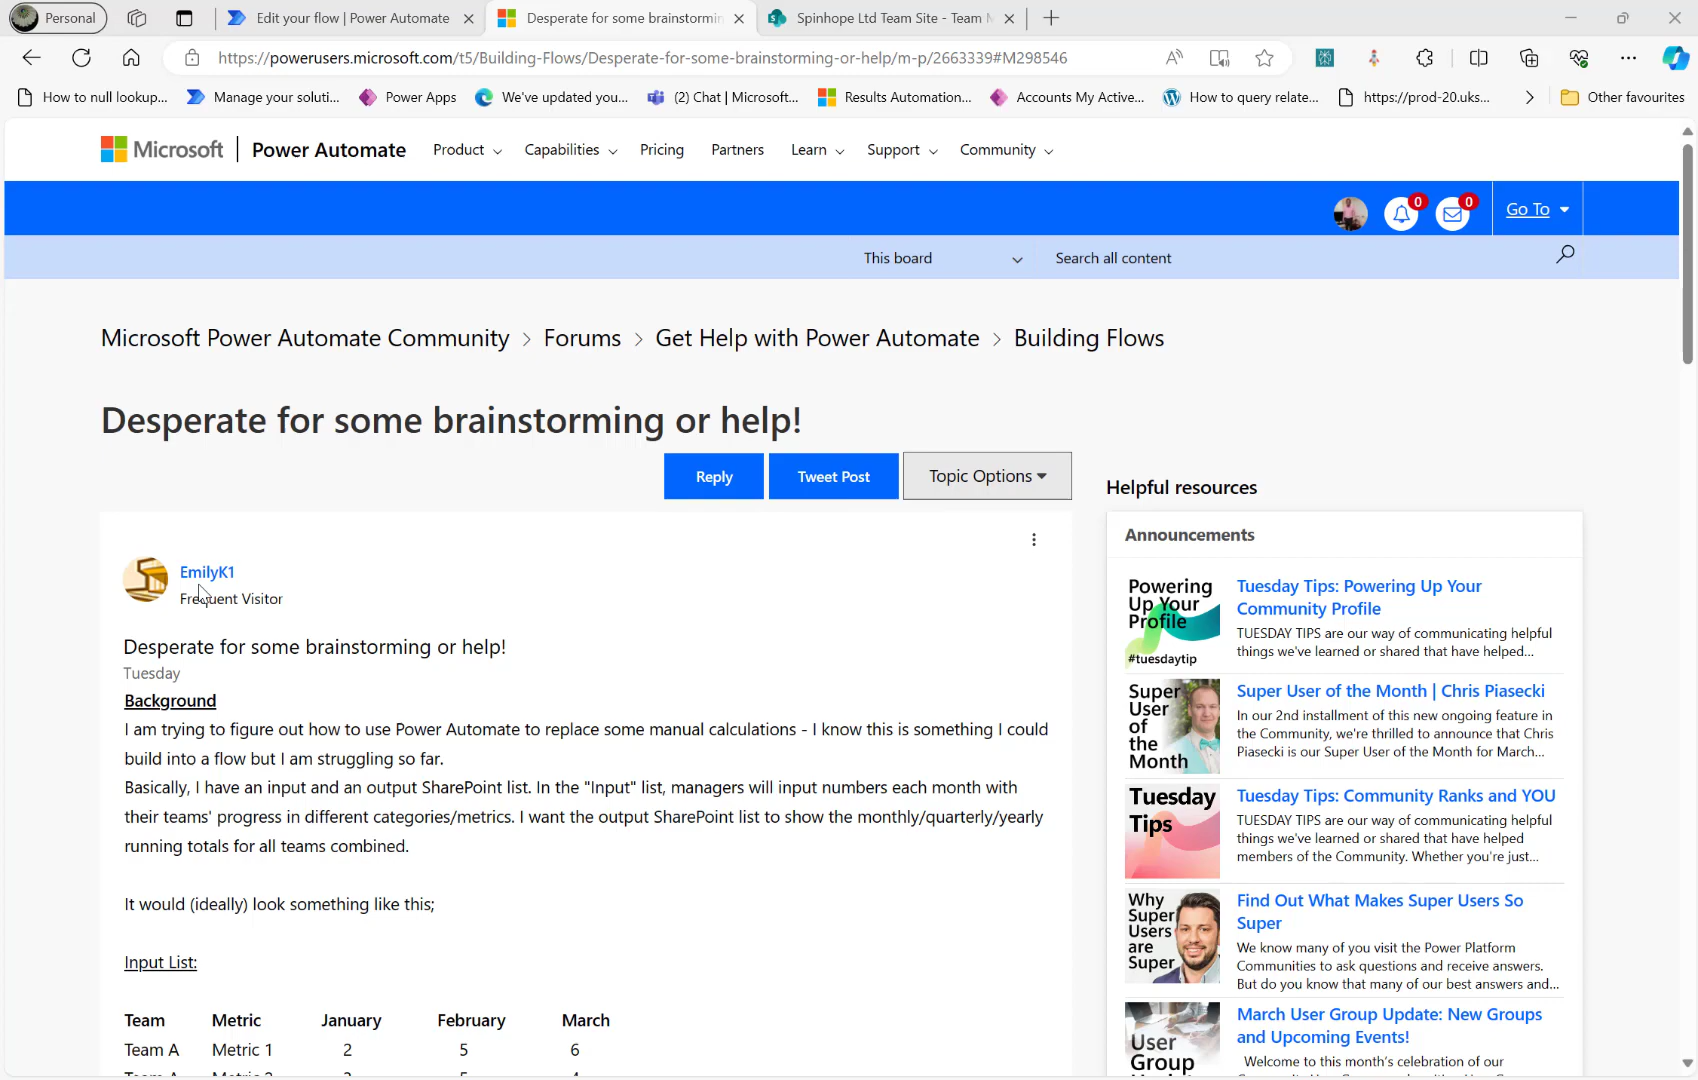 Personal
Edit your flow | Power Automate
Desperate for some brainstormin
Spinhope Ltd Team Site - Team
https://powerusers.microsoft.com/t5/Building-Flows/Desperate-for-some-brainstorming-or-help/m-p/2663339#M298546
How to null lookup...
Manage your soluti...
Power Apps
We've updated you...
(2) Chat | Microsoft...
Results Automation...
Accounts My Active...
How to query relate...
https://prod-20.uks...
Other favourites
Microsoft
Power Automate
Product
Capabilities
Pricing
Partners
Learn
Support
Community
0
0
Go To
This board
Search all content
Microsoft Power Automate Community > Forums > Get Help with Power Automate > Building Flows
Desperate for some brainstorming or help!
Reply
Tweet Post
Topic Options
EmilyK1
Frequent Visitor
Desperate for some brainstorming or help!
Tuesday
Background
I am trying to figure out how to use Power Automate to replace some manual calculations - I know this is something I could
build into a flow but I am struggling so far.
Basically, I have an input and an output SharePoint list. In the "Input" list, managers will input numbers each month with
their teams' progress in different categories/metrics. I want the output SharePoint list to show the monthly/quarterly/yearly
running totals for all teams combined.
It would (ideally) look something like this;
Input List:
Team Metric January February March
Team A Metric 1 2 5 6
Helpful resources
Announcements
Powering
Up Your
Profile
#tuesdaytip
Tuesday Tips: Powering Up Your
Community Profile
TUESDAY TIPS are our way of communicating helpful
things we've learned or shared that have helped...
Super
User
of
the
Month
Super User of the Month | Chris Piasecki
In our 2nd installment of this new ongoing feature in
the Community, we're thrilled to announce that Chris
Piasecki is our Super User of the Month for March...
Tuesday
Tips
Tuesday Tips: Community Ranks and YOU
TUESDAY TIPS are our way of communicating helpful
things we've learned or shared that have helped
members of the Community. Whether you're just...
Why
Super
Users
are
Super
Find Out What Makes Super Users So
Super
We know many of you visit the Power Platform
Communities to ask questions and receive answers.
But do you know that many of our best answers and...
User
Group
March User Group Update: New Groups
and Upcoming Events!
Welcome to this month's celebration of our